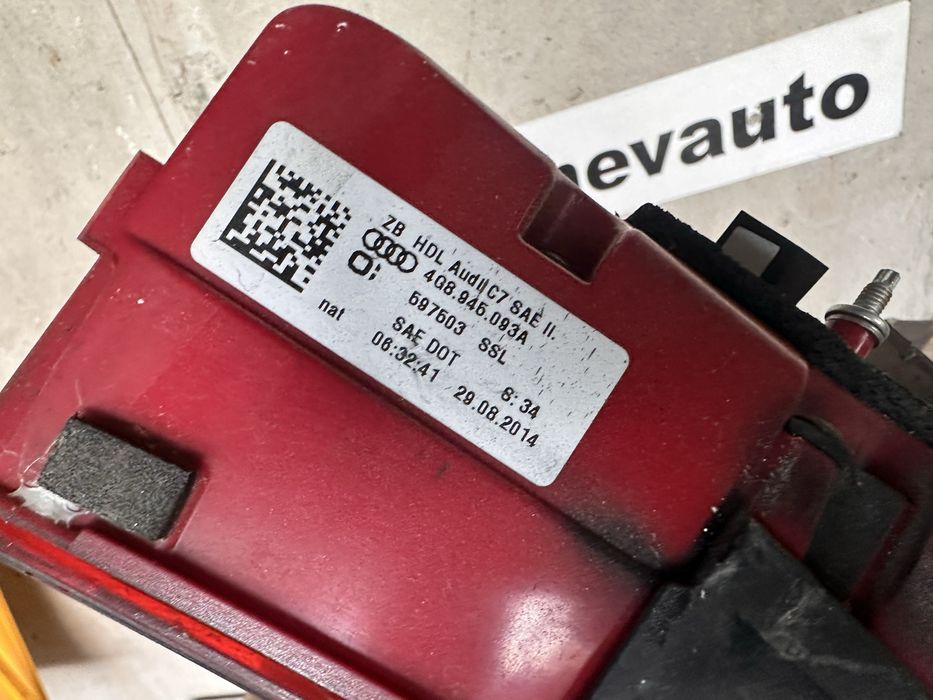 nevauto
ZB HDL Audi C7 SAE II.
4G8.945.093A
597503 SSL
SAE DOT 8:34
nat 06:32:41 29.08.2014